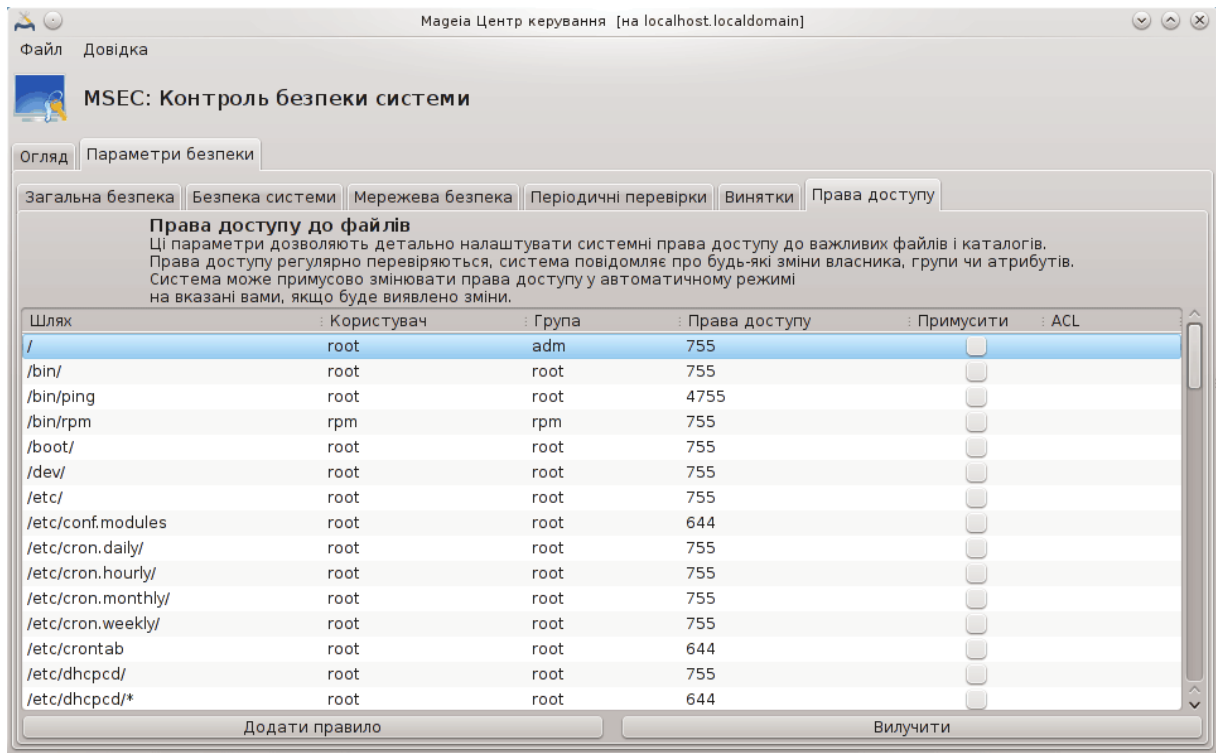 Mageia Центр керування [на localhost.localdomain]
Файл Довідка
MSEC: Контроль безпеки системи
Огляд Параметри безпеки
Загальна безпека Безпека системи Мережева безпека Періодичні перевірки Винятки Права доступу
Права доступу до файлів
Ці параметри дозволяють детально налаштувати системні права доступу до важливих файлів і каталогів.
Права доступу регулярно перевіряються, система повідомляє про будь-які зміни власника, групи чи атрибутів.
Система може примусово змінювати права доступу у автоматичному режимі
на вказані вами, якщо буде виявлено зміни.
Шлях Користувач Група Права доступу Примусити ACL
/ root adm 755
/bin/ root root 755
/bin/ping root root 4755
/bin/rpm rpm rpm 755
/boot/ root root 755
/dev/ root root 755
/etc/ root root 755
/etc/conf.modules root root 644
/etc/cron.daily/ root root 755
/etc/cron.hourly/ root root 755
/etc/cron.monthly/ root root 755
/etc/cron.weekly/ root root 755
/etc/crontab root root 644
/etc/dhcpcd/ root root 755
/etc/dhcpcd/* root root 644
Додати правило Вилучити